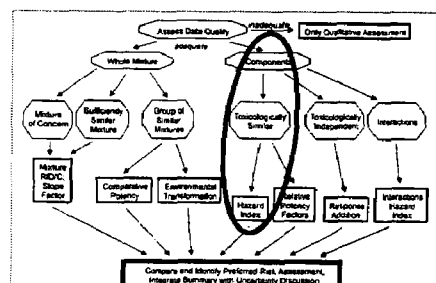 Assess Data Quality
inadequate
Only Qualitative Assessment
adequate
Whole Mixture
Components
Mixture
of Concern
Sufficiently
Similar
Mixture
Group of
Similar
Mixtures
Toxicologically
Similar
Toxicologically
Independent
Interactions
Mixture
RfD/C,
Slope
Factor
Comparative
Potency
Environmental
Transformation
Hazard
Index
Relative
Potency
Factors
Response
Addition
Interactions
Hazard
Index
Compare and Identify Preferred Risk Assessment,
Integrate Summary with Uncertainty Discussion